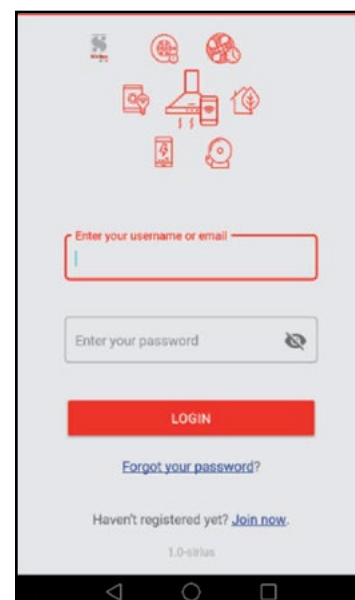 Enter your username or email
Enter your password
LOGIN
Forgot your password?
Haven't registered yet? Join now.
1.0-sirius